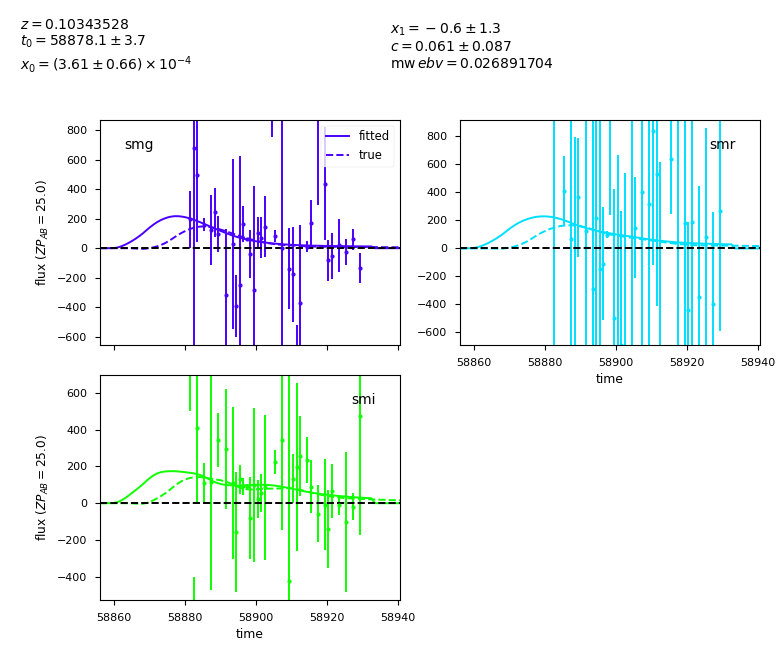 z = 0.10343528
t₀ = 58878.1 ± 3.7
x₀ = (3.61 ± 0.66) × 10⁻⁴
x₁ = −0.6 ± 1.3
c = 0.061 ± 0.087
mw ebv = 0.026891704
smg
fitted
true
800
600
400
200
0
−200
−400
−600
flux (ZP_AB = 25.0)
smr
800
600
400
200
0
−200
−400
−600
58860 58880 58900 58920 58940
time
smi
600
400
200
0
−200
−400
flux (ZP_AB = 25.0)
58860 58880 58900 58920 58940
time